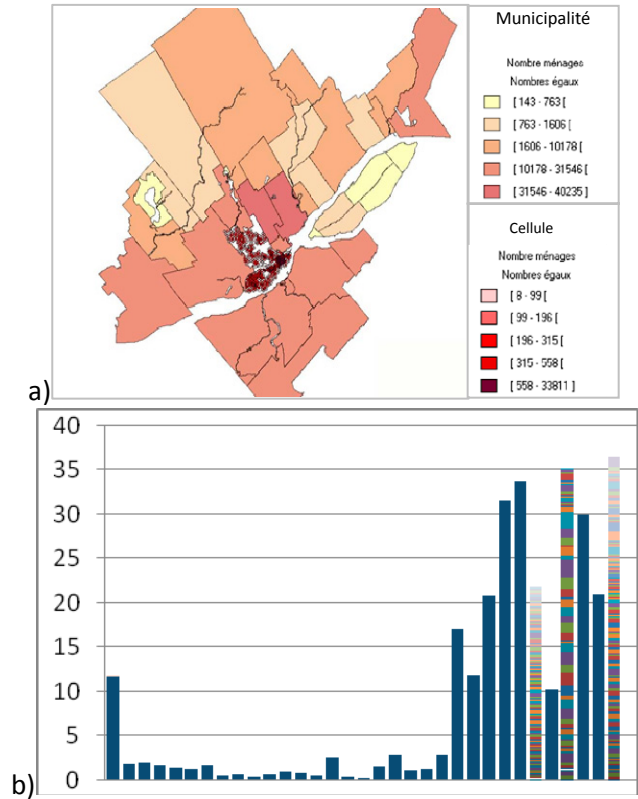 Municipalité
Nombre ménages
Nombres égaux
[ 143 - 763 [
[ 763 - 1606 [
[ 1606 - 10178 [
[ 10178 - 31546 [
[ 31546 - 40235]
Cellule
Nombre ménages
Nombres égaux
[ 8 - 99 [
[ 99 - 196 [
[ 196 - 315 [
[ 315 - 558 [
[ 558 - 33811 ]
a)
40
35
30
25
20
15
10
5
0
b)